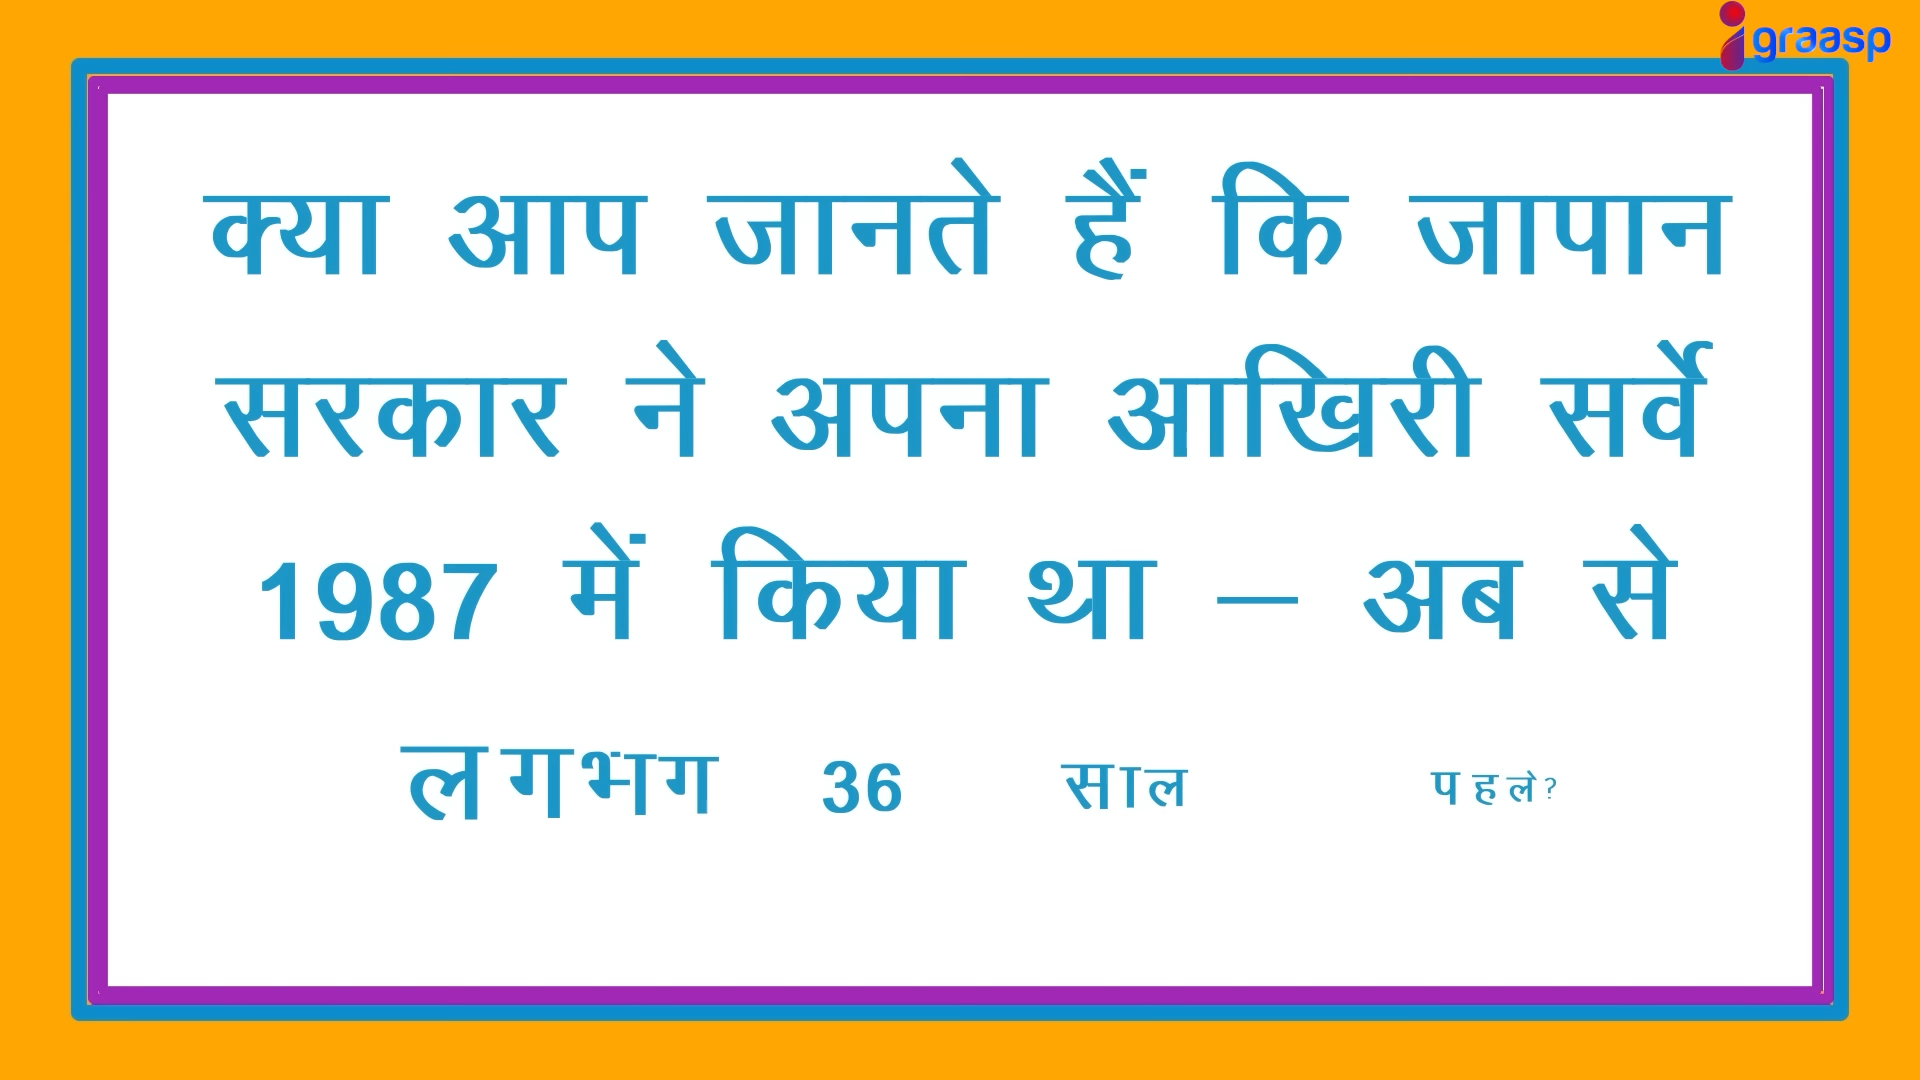 igraasp
क्या आप जानते हैं कि जापान
सरकार ने अपना आखिरी सर्वे
1987 में किया था – अब से
लगभग 36 साल पहले?